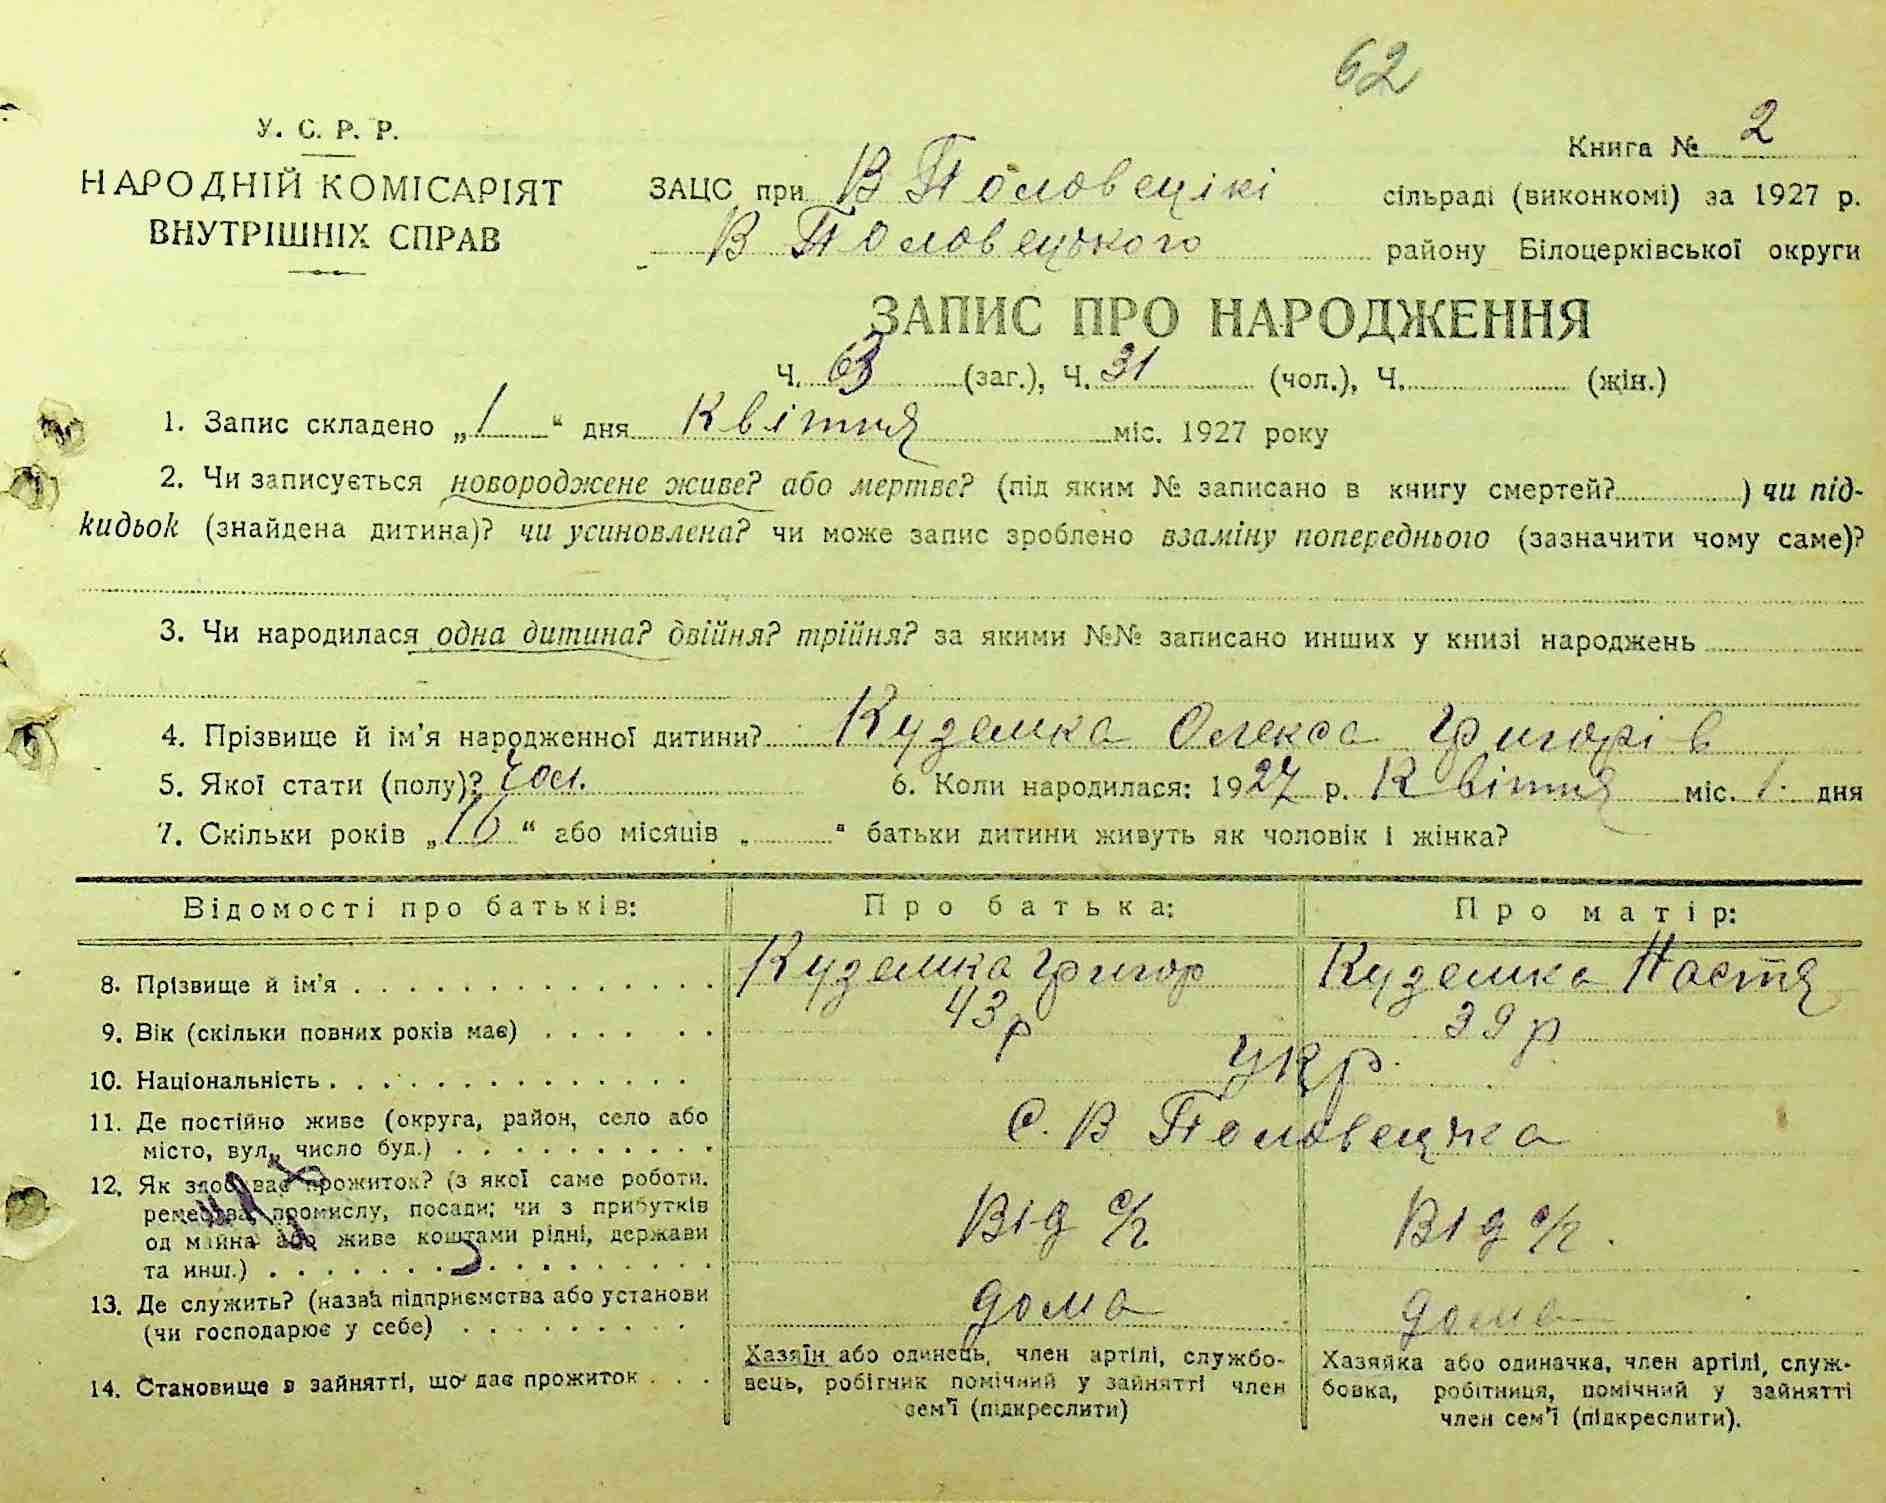 62
У. С. Р. Р.
НАРОДНІЙ КОМІСАРІЯТ
ВНУТРІШНІХ СПРАВ
Книга № 2
ЗАЦС при В Половецікі сільраді (виконкомі) за 1927 р.
В Половецького району Білоцерківської округи
ЗАПИС ПРО НАРОДЖЕННЯ
Ч. 63 (заг.), Ч. 31 (чол.), Ч. (жін.)
1. Запис складено „1“ дня Квітня міс. 1927 року
2. Чи записується новороджене живе? або мертве? (під яким № записано в книгу смертей? ) чи під-
кидьок (знайдена дитина)? чи усиновлена? чи може запис зроблено взаміну попереднього (зазначити чому саме)?
3. Чи народилася одна дитина? двійня? трійня? за якими №№ записано инших у книзі народжень
4. Прізвище й ім'я народженної дитини? Куземка Олекса Григорів
5. Якої стати (полу)? Чол. 6. Коли народилася: 1927 р. Квітня міс. 1. дня
7. Скільки років „16“ або місяців „ “ батьки дитини живуть як чоловік і жінка?
Відомості про батьків: Про батька: Про матір:
8. Прізвище й ім'я Куземка Григор Куземка Настя
9. Вік (скільки повних років має) 43 р 39 р
10. Національність укр.
11. Де постійно живе (округа, район, село або
місто, вул., число буд.) С. В Половецька
12. Як здобуває прожиток? (з якої саме роботи.
ремества, промислу, посади; чи з прибутків
од майна або живе коштами рідні, держави
та инш.) Від с/г. Від с/г.
13. Де служить? (назва підприємства або установи
(чи господарює у себе) дома дома
14. Становище в зайнятті, що дає прожиток
Хазяїн або одинець, член артілі, службо-
вець, робігник помічний у зайнятті член
сем'ї (підкреслити)
Хазяйка або одиначка, член артілі, служ-
бовка, робітниця, помічний у зайнятті
член сем'ї (підкреслити).